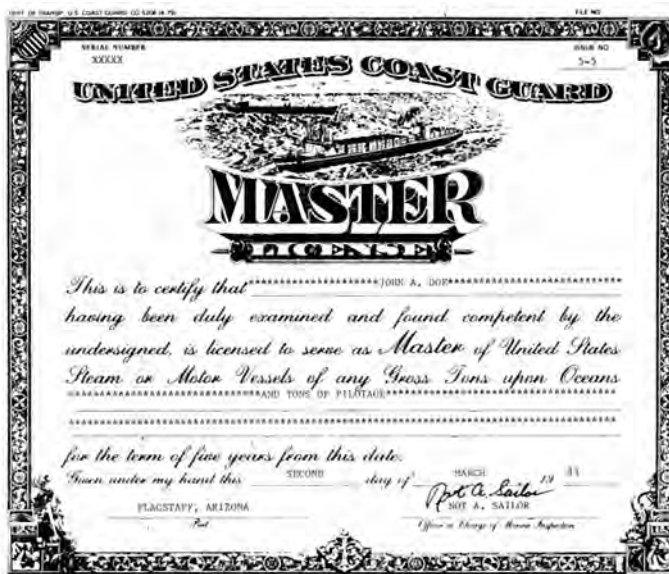 DEPT OF TRANSP. U.S. COAST GUARD CG 5208 (4 79)
FILE NO
SERIAL NUMBER
XXXXX
ISSUE NO
5-5
UNITED STATES COAST GUARD
MASTER
LICENSE
This is to certify that ********************JOHN A. DOE**************************
having been duly examined and found competent by the
undersigned, is licensed to serve as Master of United States
Steam or Motor Vessels of any Gross Tons upon Oceans
*****************************AND TONS OF PILOTAGE***********************************
for the term of five years from this date.
Given under my hand this SECOND day of MARCH 19
Not A. Sailor
FLAGSTAFF, ARIZONA
NOT A. SAILOR
Port
Officer in Charge of Marine Inspection